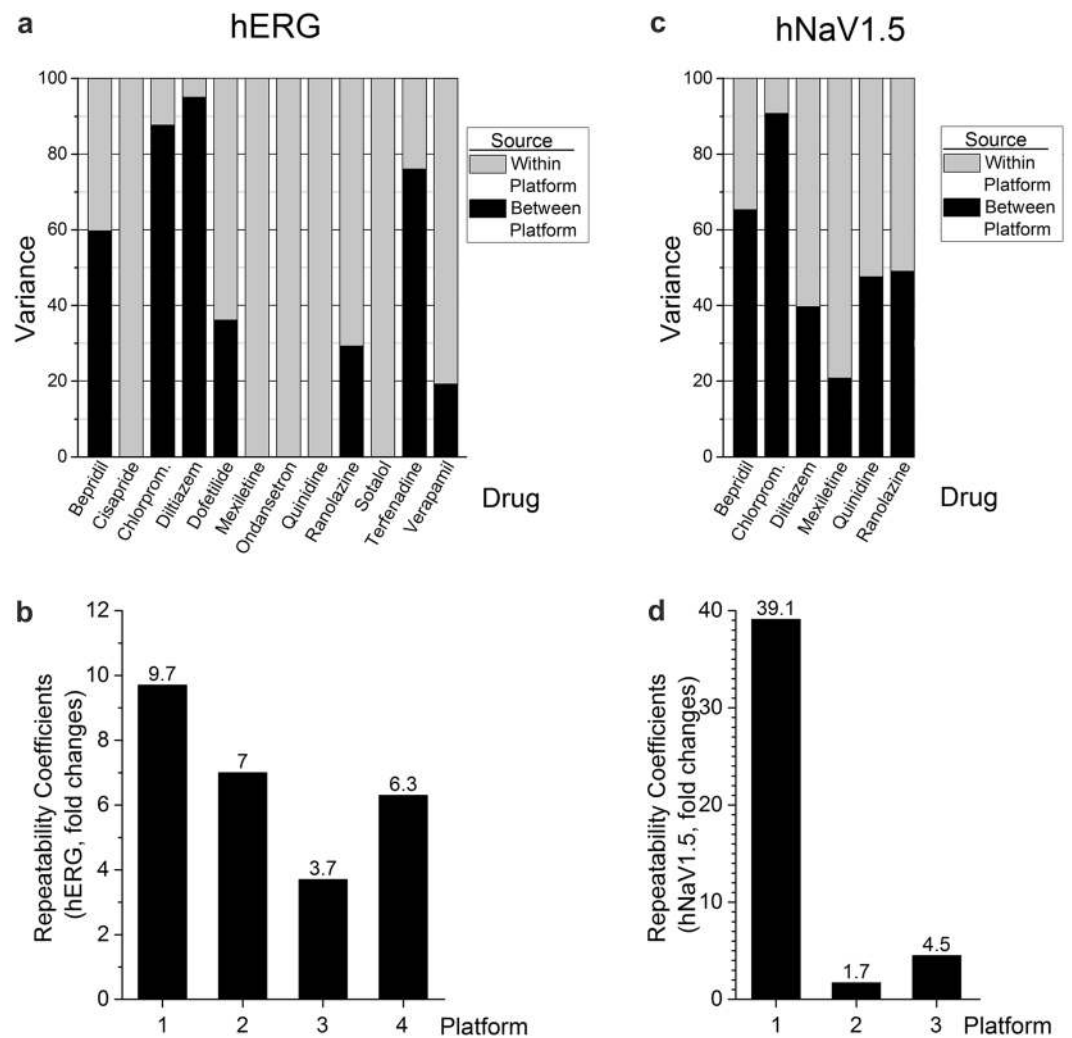 a
hERG
100
80
60
40
20
0
Variance
Source
Within
Platform
Between
Platform
Bepridil
Cisapride
Chlorprom.
Diltiazem
Dofetilide
Mexiletine
Ondansetron
Quinidine
Ranolazine
Sotalol
Terfenadine
Verapamil
Drug
c
hNaV1.5
100
80
60
40
20
0
Variance
Source
Within
Platform
Between
Platform
Bepridil
Chlorprom.
Diltiazem
Mexiletine
Quinidine
Ranolazine
Drug
b
12
10
8
6
4
2
0
Repeatability Coefficients
(hERG, fold changes)
9.7
7
3.7
6.3
1 2 3 4 Platform
d
40
30
20
10
0
Repeatability Coefficients
(hNaV1.5, fold changes)
39.1
1.7
4.5
1 2 3 Platform